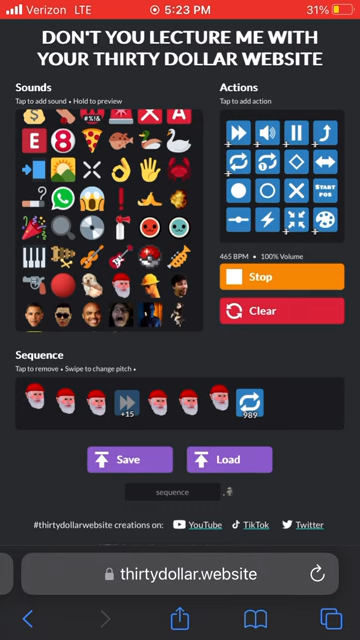 Verizon LTE 5:23 PM 31%
DON'T YOU LECTURE ME WITH
YOUR THIRTY DOLLAR WEBSITE
Sounds
Tap to add sound • Hold to preview
Actions
Tap to add action
#%!
A
E
8
START
POS
465 BPM • 100% Volume
Stop
Clear
Sequence
Tap to remove • Swipe to change pitch •
+15
989
Save
Load
sequence
#thirtydollarwebsite creations on: YouTube TikTok Twitter
thirtydollar.website